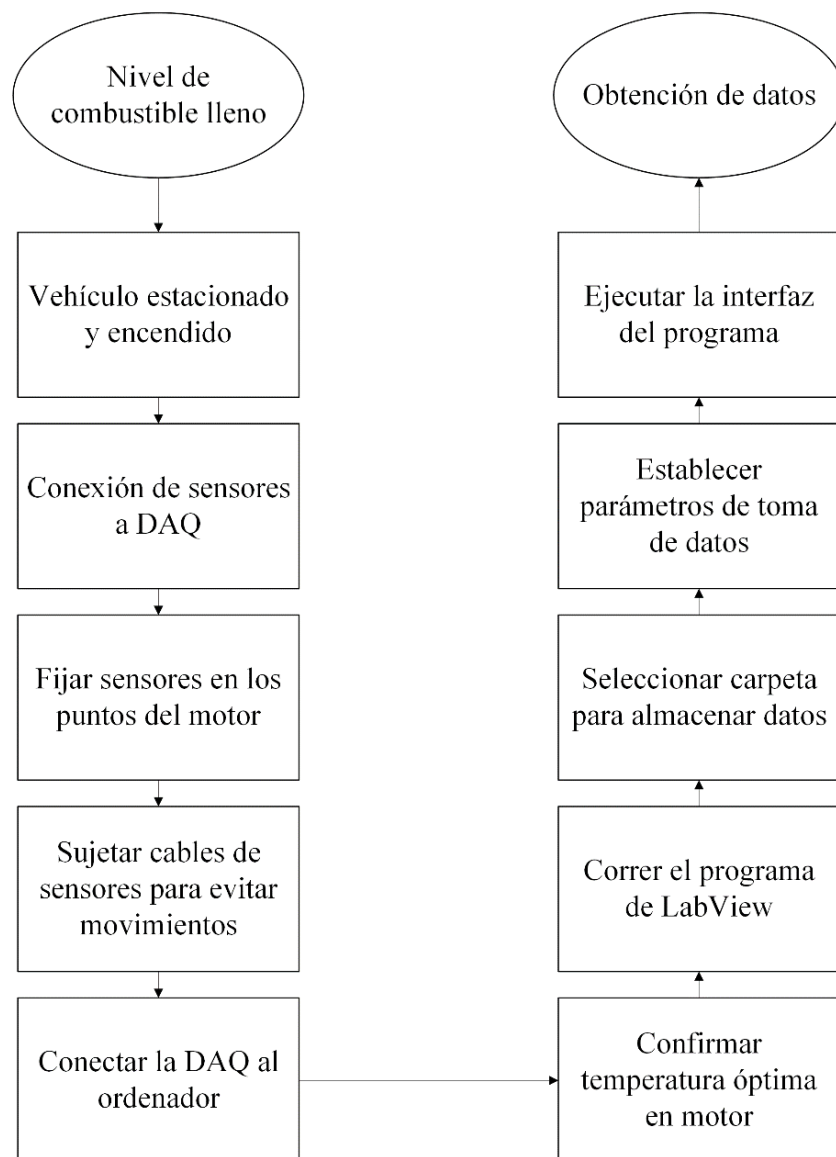 Nivel de
combustible lleno
Vehículo estacionado
y encendido
Conexión de sensores
a DAQ
Fijar sensores en los
puntos del motor
Sujetar cables de
sensores para evitar
movimientos
Conectar la DAQ al
ordenador
Confirmar
temperatura óptima
en motor
Correr el programa
de LabView
Seleccionar carpeta
para almacenar datos
Establecer
parámetros de toma
de datos
Ejecutar la interfaz
del programa
Obtención de datos